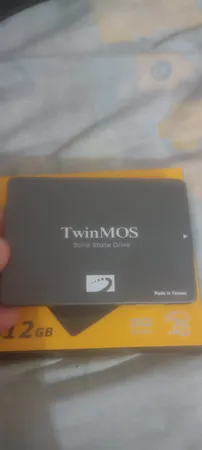 TwinMOS
Solid State Drive
Made in Taiwan
12GB